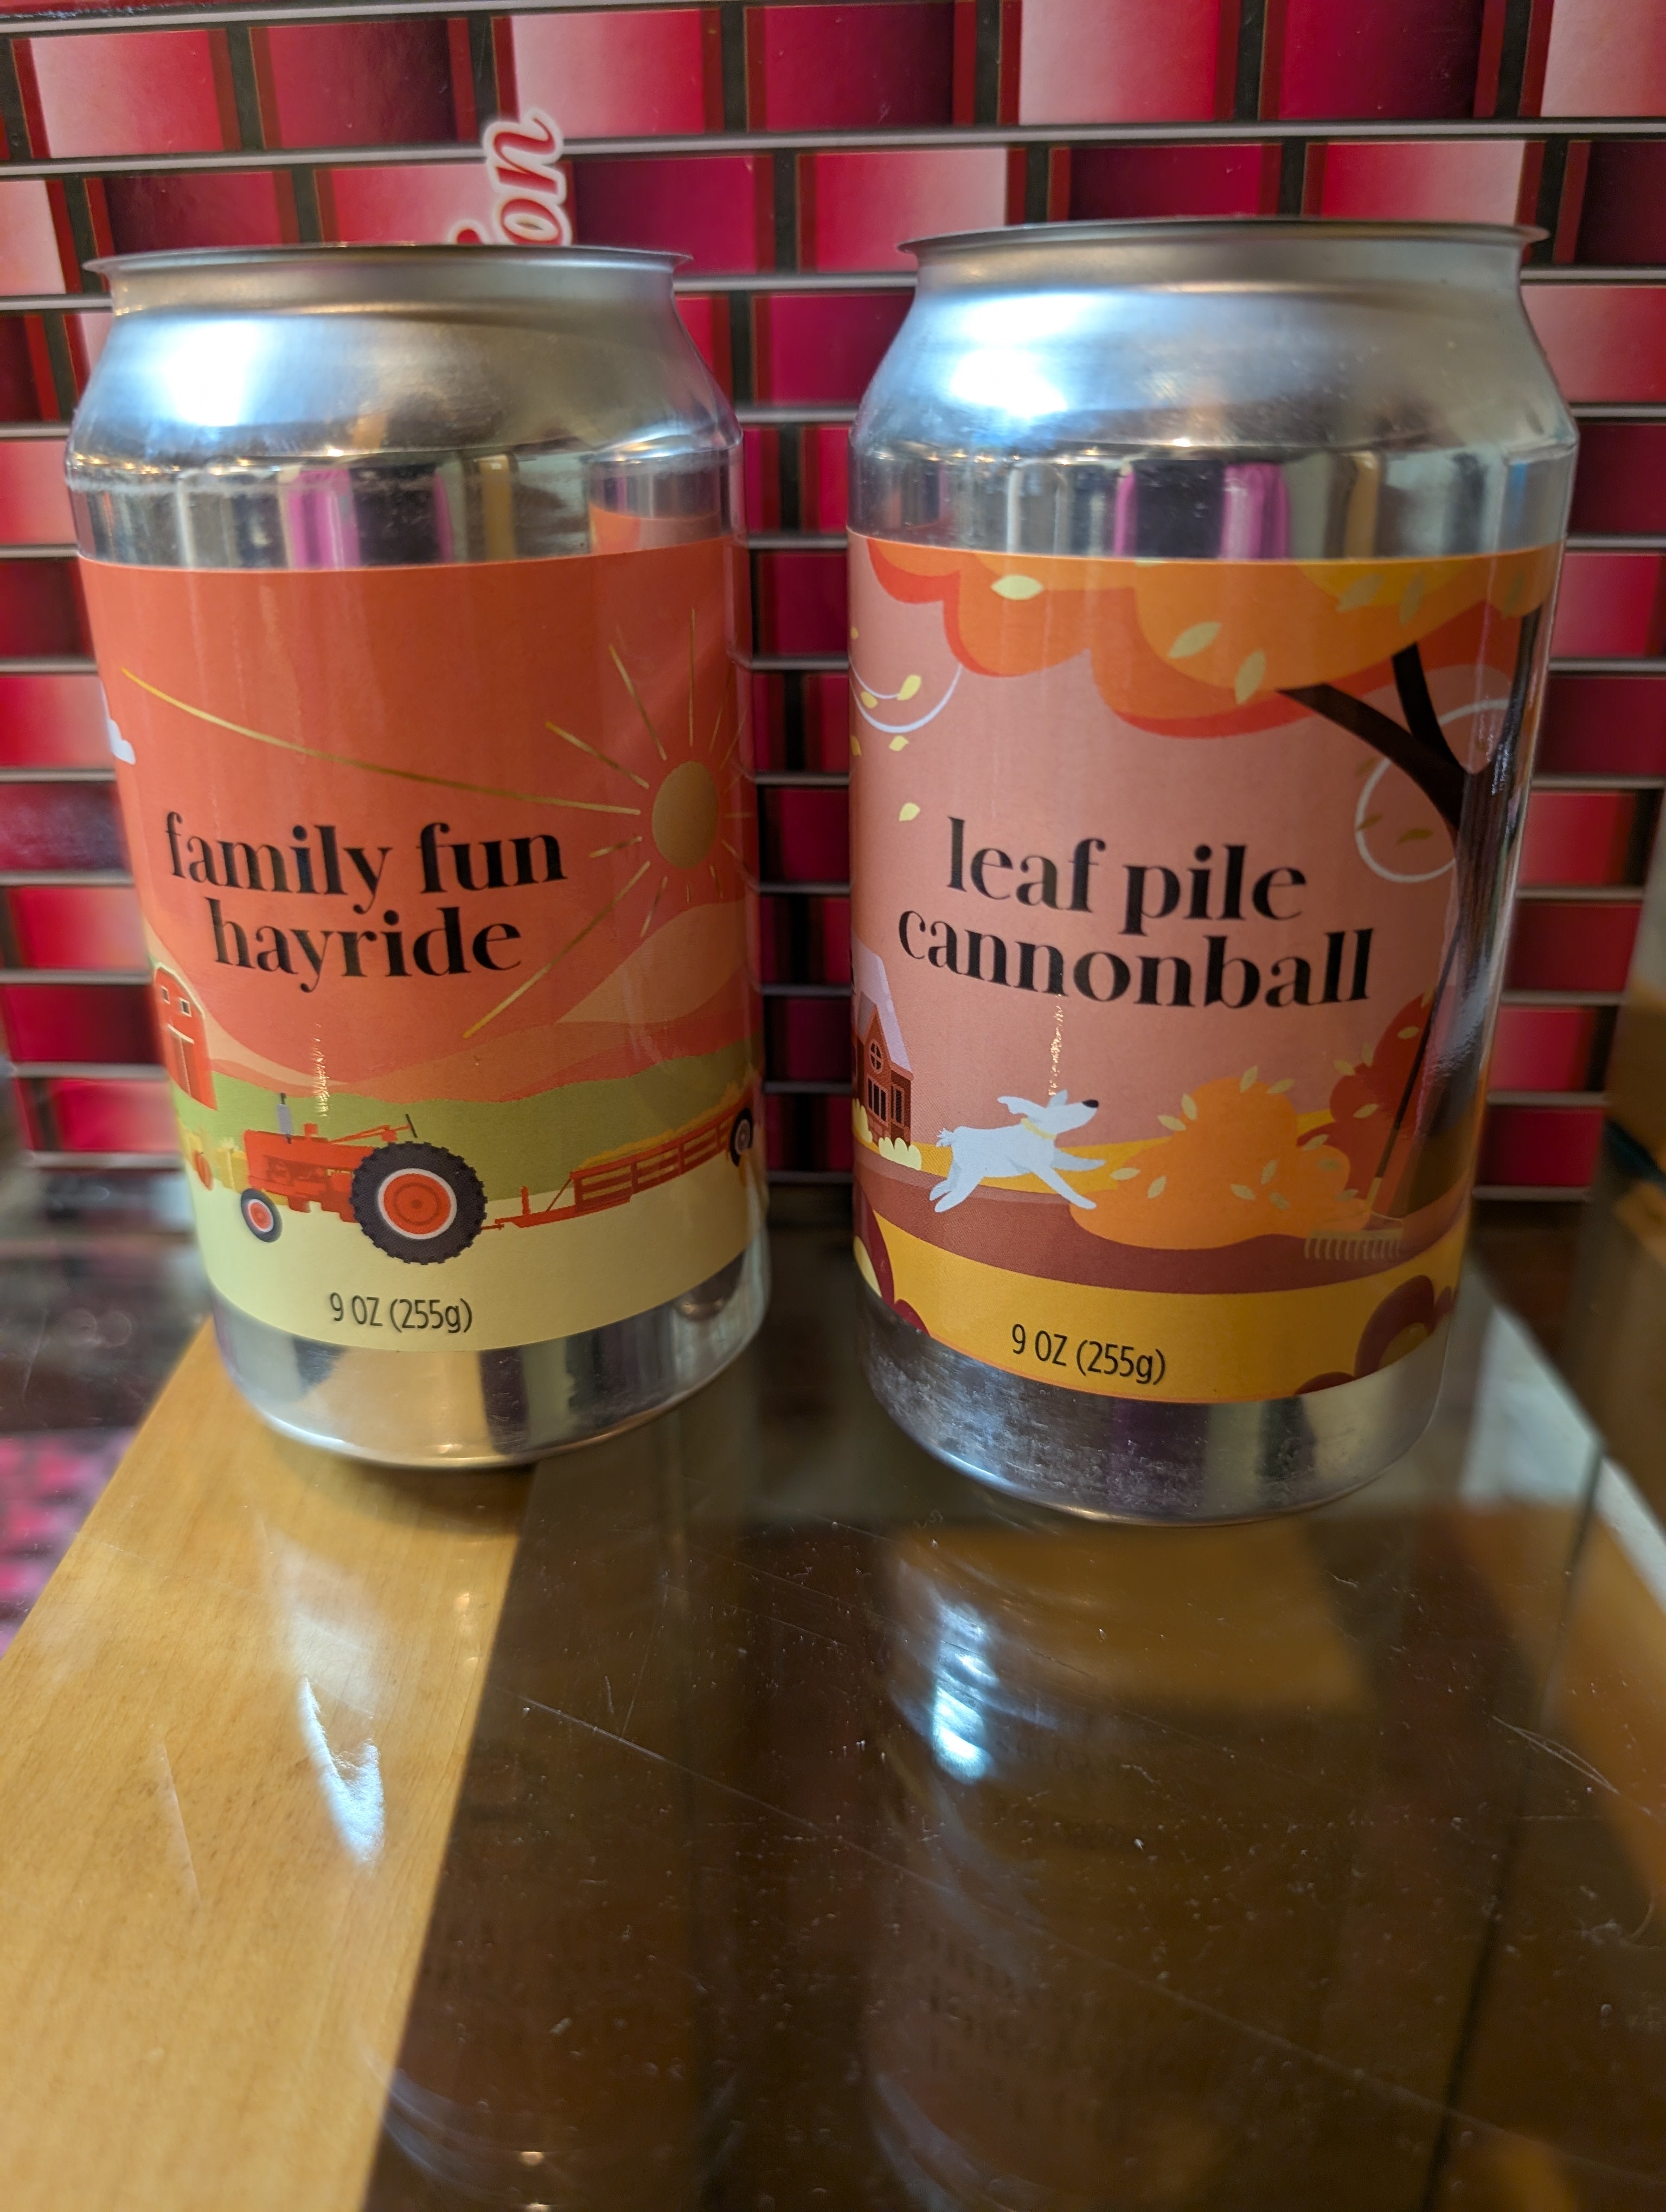 family fun
hayride
9 OZ (255g)
leaf pile
cannonball
9 OZ (255g)